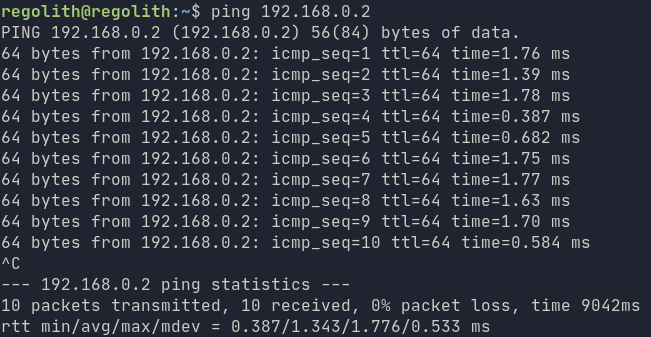 regolith@regolith:~$ ping 192.168.0.2
PING 192.168.0.2 (192.168.0.2) 56(84) bytes of data.
64 bytes from 192.168.0.2: icmp_seq=1 ttl=64 time=1.76 ms
64 bytes from 192.168.0.2: icmp_seq=2 ttl=64 time=1.39 ms
64 bytes from 192.168.0.2: icmp_seq=3 ttl=64 time=1.78 ms
64 bytes from 192.168.0.2: icmp_seq=4 ttl=64 time=0.387 ms
64 bytes from 192.168.0.2: icmp_seq=5 ttl=64 time=0.682 ms
64 bytes from 192.168.0.2: icmp_seq=6 ttl=64 time=1.75 ms
64 bytes from 192.168.0.2: icmp_seq=7 ttl=64 time=1.77 ms
64 bytes from 192.168.0.2: icmp_seq=8 ttl=64 time=1.63 ms
64 bytes from 192.168.0.2: icmp_seq=9 ttl=64 time=1.70 ms
64 bytes from 192.168.0.2: icmp_seq=10 ttl=64 time=0.584 ms
^C
--- 192.168.0.2 ping statistics ---
10 packets transmitted, 10 received, 0% packet loss, time 9042ms
rtt min/avg/max/mdev = 0.387/1.343/1.776/0.533 ms